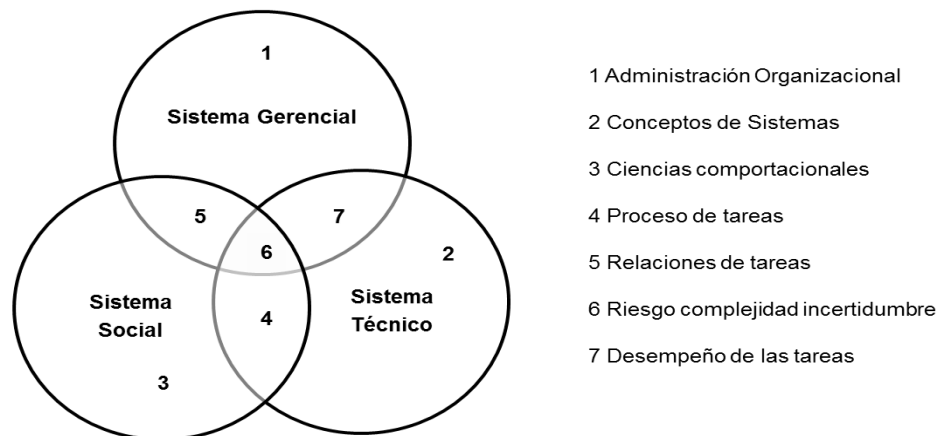 1
Sistema Gerencial
5
7
6
2
Sistema
Social
4
Sistema
Técnico
3
1 Administración Organizacional
2 Conceptos de Sistemas
3 Ciencias comportacionales
4 Proceso de tareas
5 Relaciones de tareas
6 Riesgo complejidad incertidumbre
7 Desempeño de las tareas